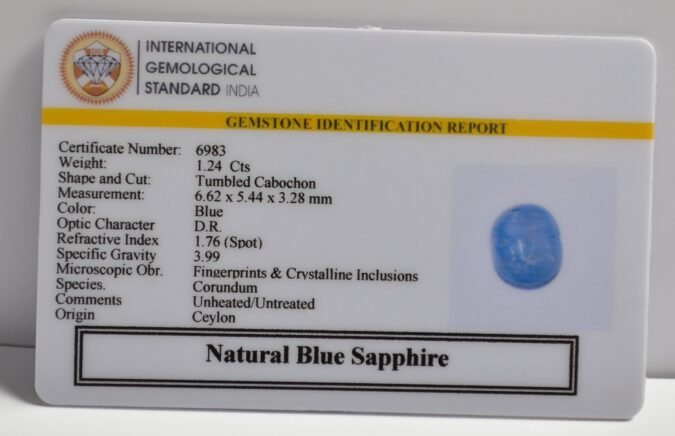 INTERNATIONAL
GEMOLOGICAL
STANDARD INDIA
GEMSTONE IDENTIFICATION REPORT
Certificate Number: 6983
Weight: 1.24 Cts
Shape and Cut: Tumbled Cabochon
Measurement: 6.62 x 5.44 x 3.28 mm
Color: Blue
Optic Character D.R.
Refractive Index 1.76 (Spot)
Specific Gravity 3.99
Microscopic Obr. Fingerprints & Crystalline Inclusions
Species. Corundum
Comments Unheated/Untreated
Origin Ceylon
Natural Blue Sapphire